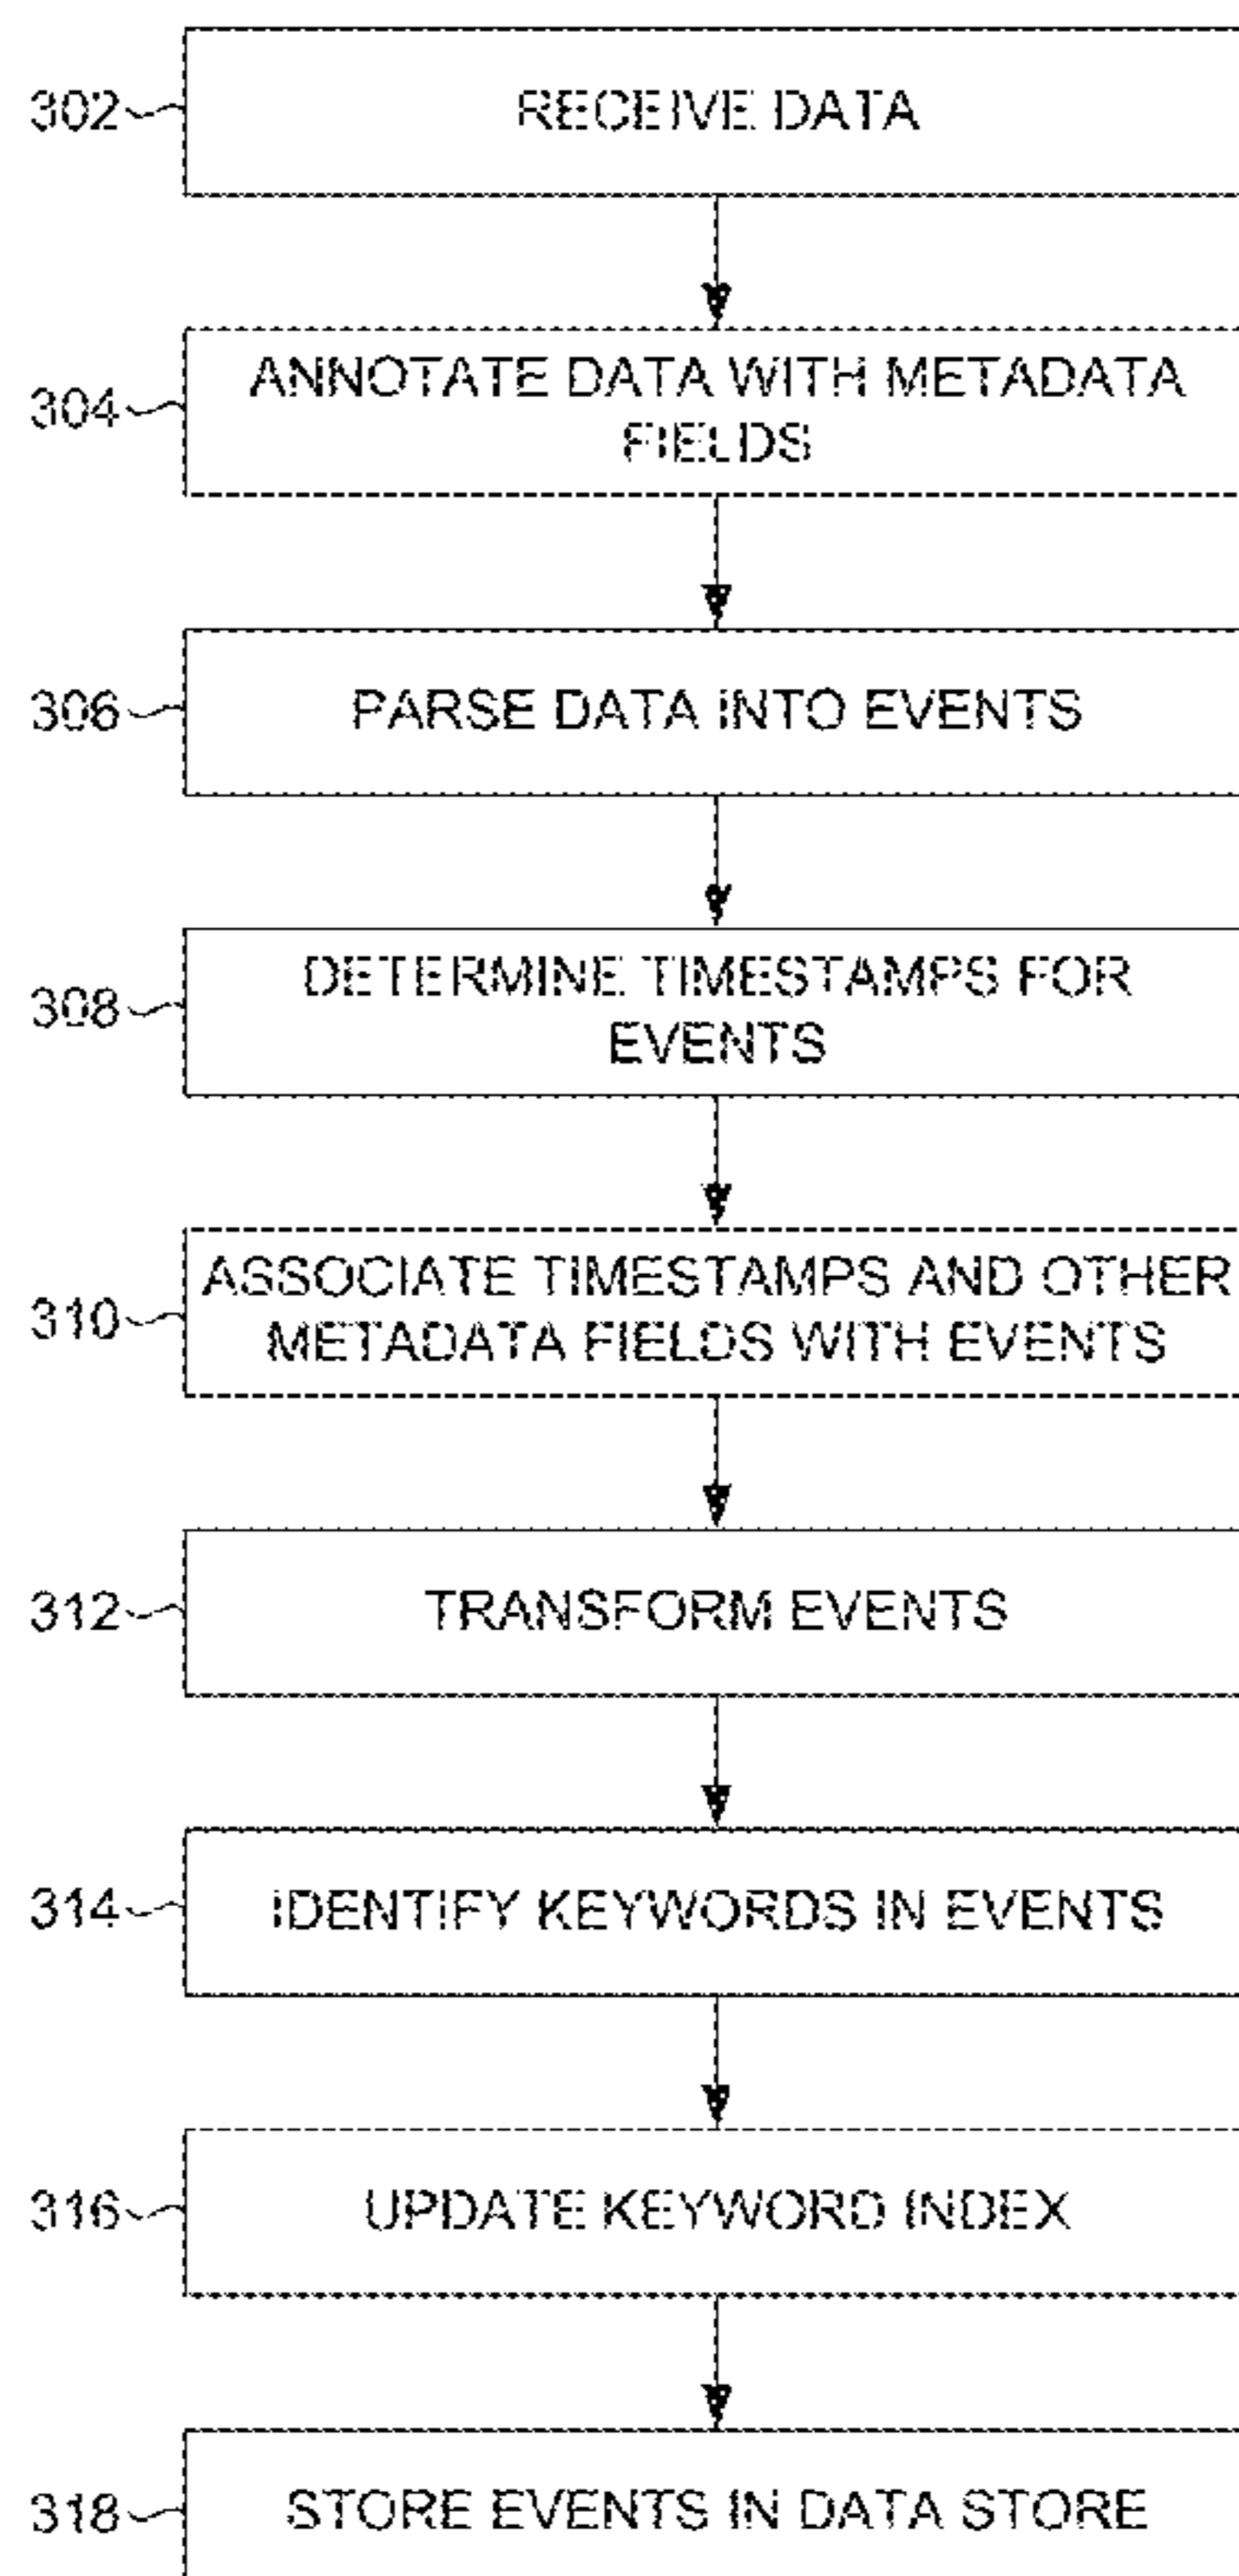 302
RECEIVE DATA
304
ANNOTATE DATA WITH METADATA
FIELDS
306
PARSE DATA INTO EVENTS
308
DETERMINE TIMESTAMPS FOR
EVENTS
310
ASSOCIATE TIMESTAMPS AND OTHER
METADATA FIELDS WITH EVENTS
312
TRANSFORM EVENTS
314
IDENTIFY KEYWORDS IN EVENTS
316
UPDATE KEYWORD INDEX
318
STORE EVENTS IN DATA STORE